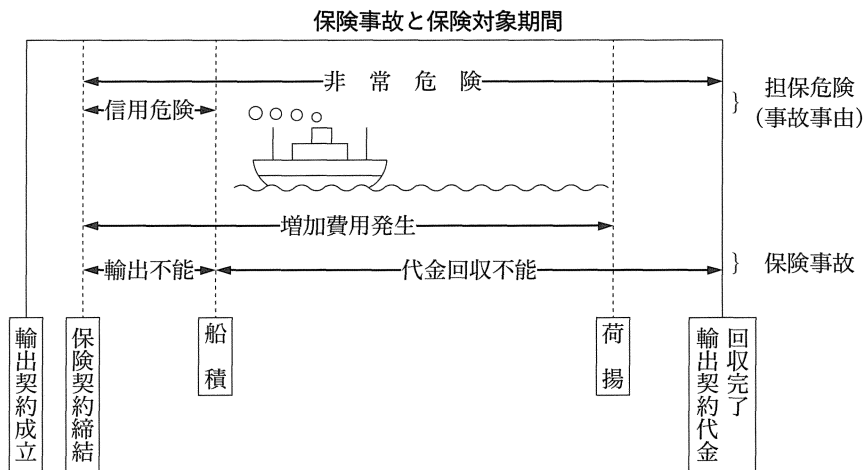 保険事故と保険対象期間
非常危険
信用危険
} 担保危険
(事故事由)
増加費用発生
輸出不能
代金回収不能
} 保険事故
輸出契約成立
保険契約締結
船積
荷揚
回収完了
輸出契約代金